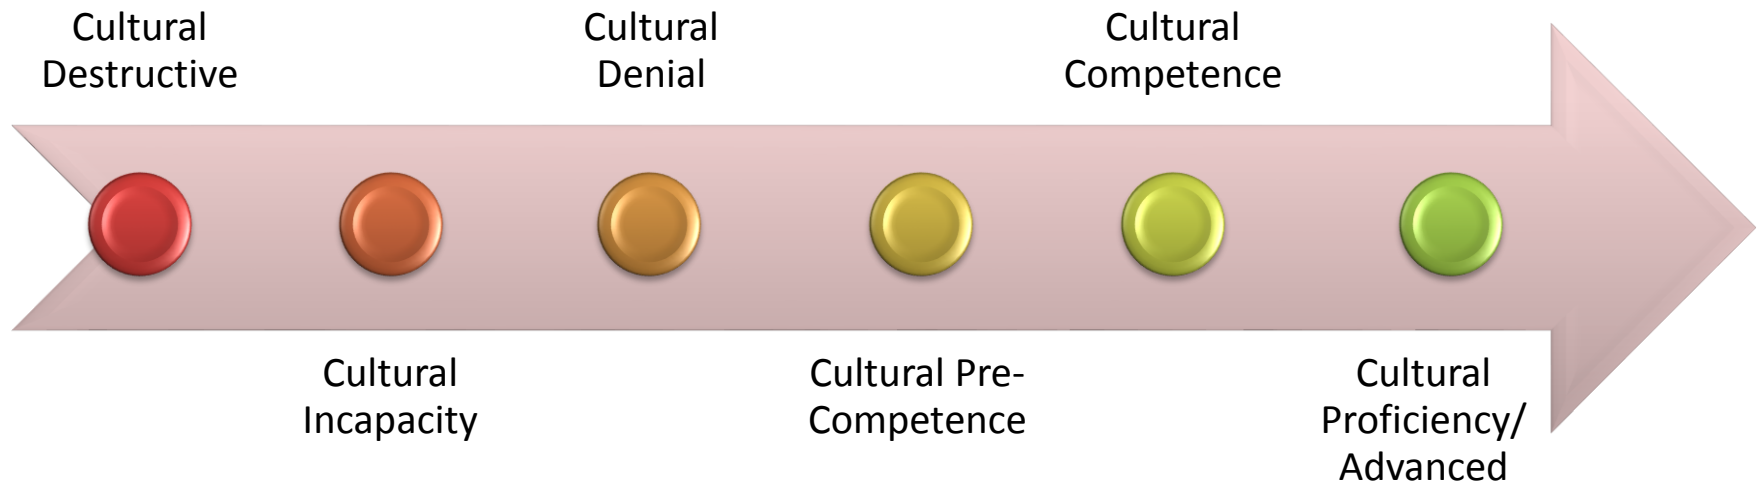 Cultural
Destructive
Cultural
Incapacity
Cultural
Denial
Cultural Pre-
Competence
Cultural
Competence
Cultural
Proficiency/
Advanced